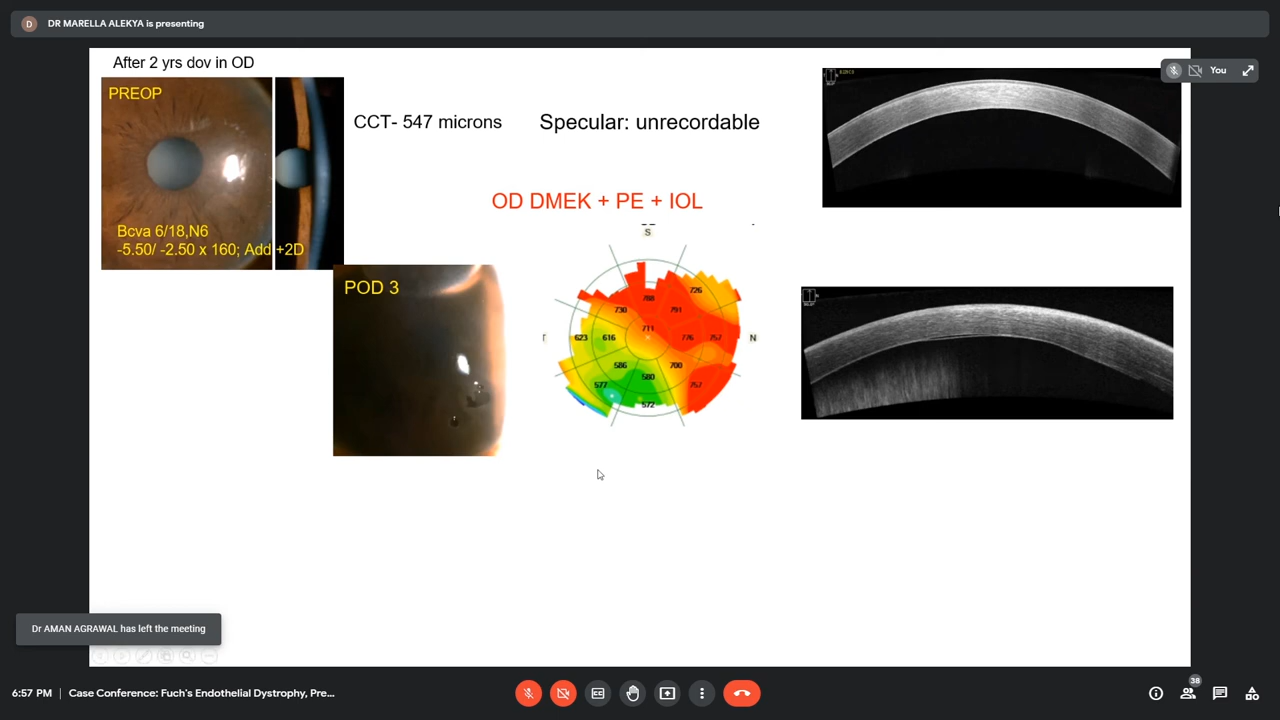 DR MARELLA ALEKYA is presenting
D
After 2 yrs dov in OD
You
PREOP
CCT- 547 microns
Specular: unrecordable
OD DMEK + PE + IOL
Bcva 6/18,N6
-5.50/ -2.50 x 160; Add +2D
POD 3
S
T
N
726
788
730
791
711
623
616
776
757
586
580
700
577
757
572
Dr AMAN AGRAWAL has left the meeting
38
6:57 PM | Case Conference: Fuch's Endothelial Dystrophy, Pre...